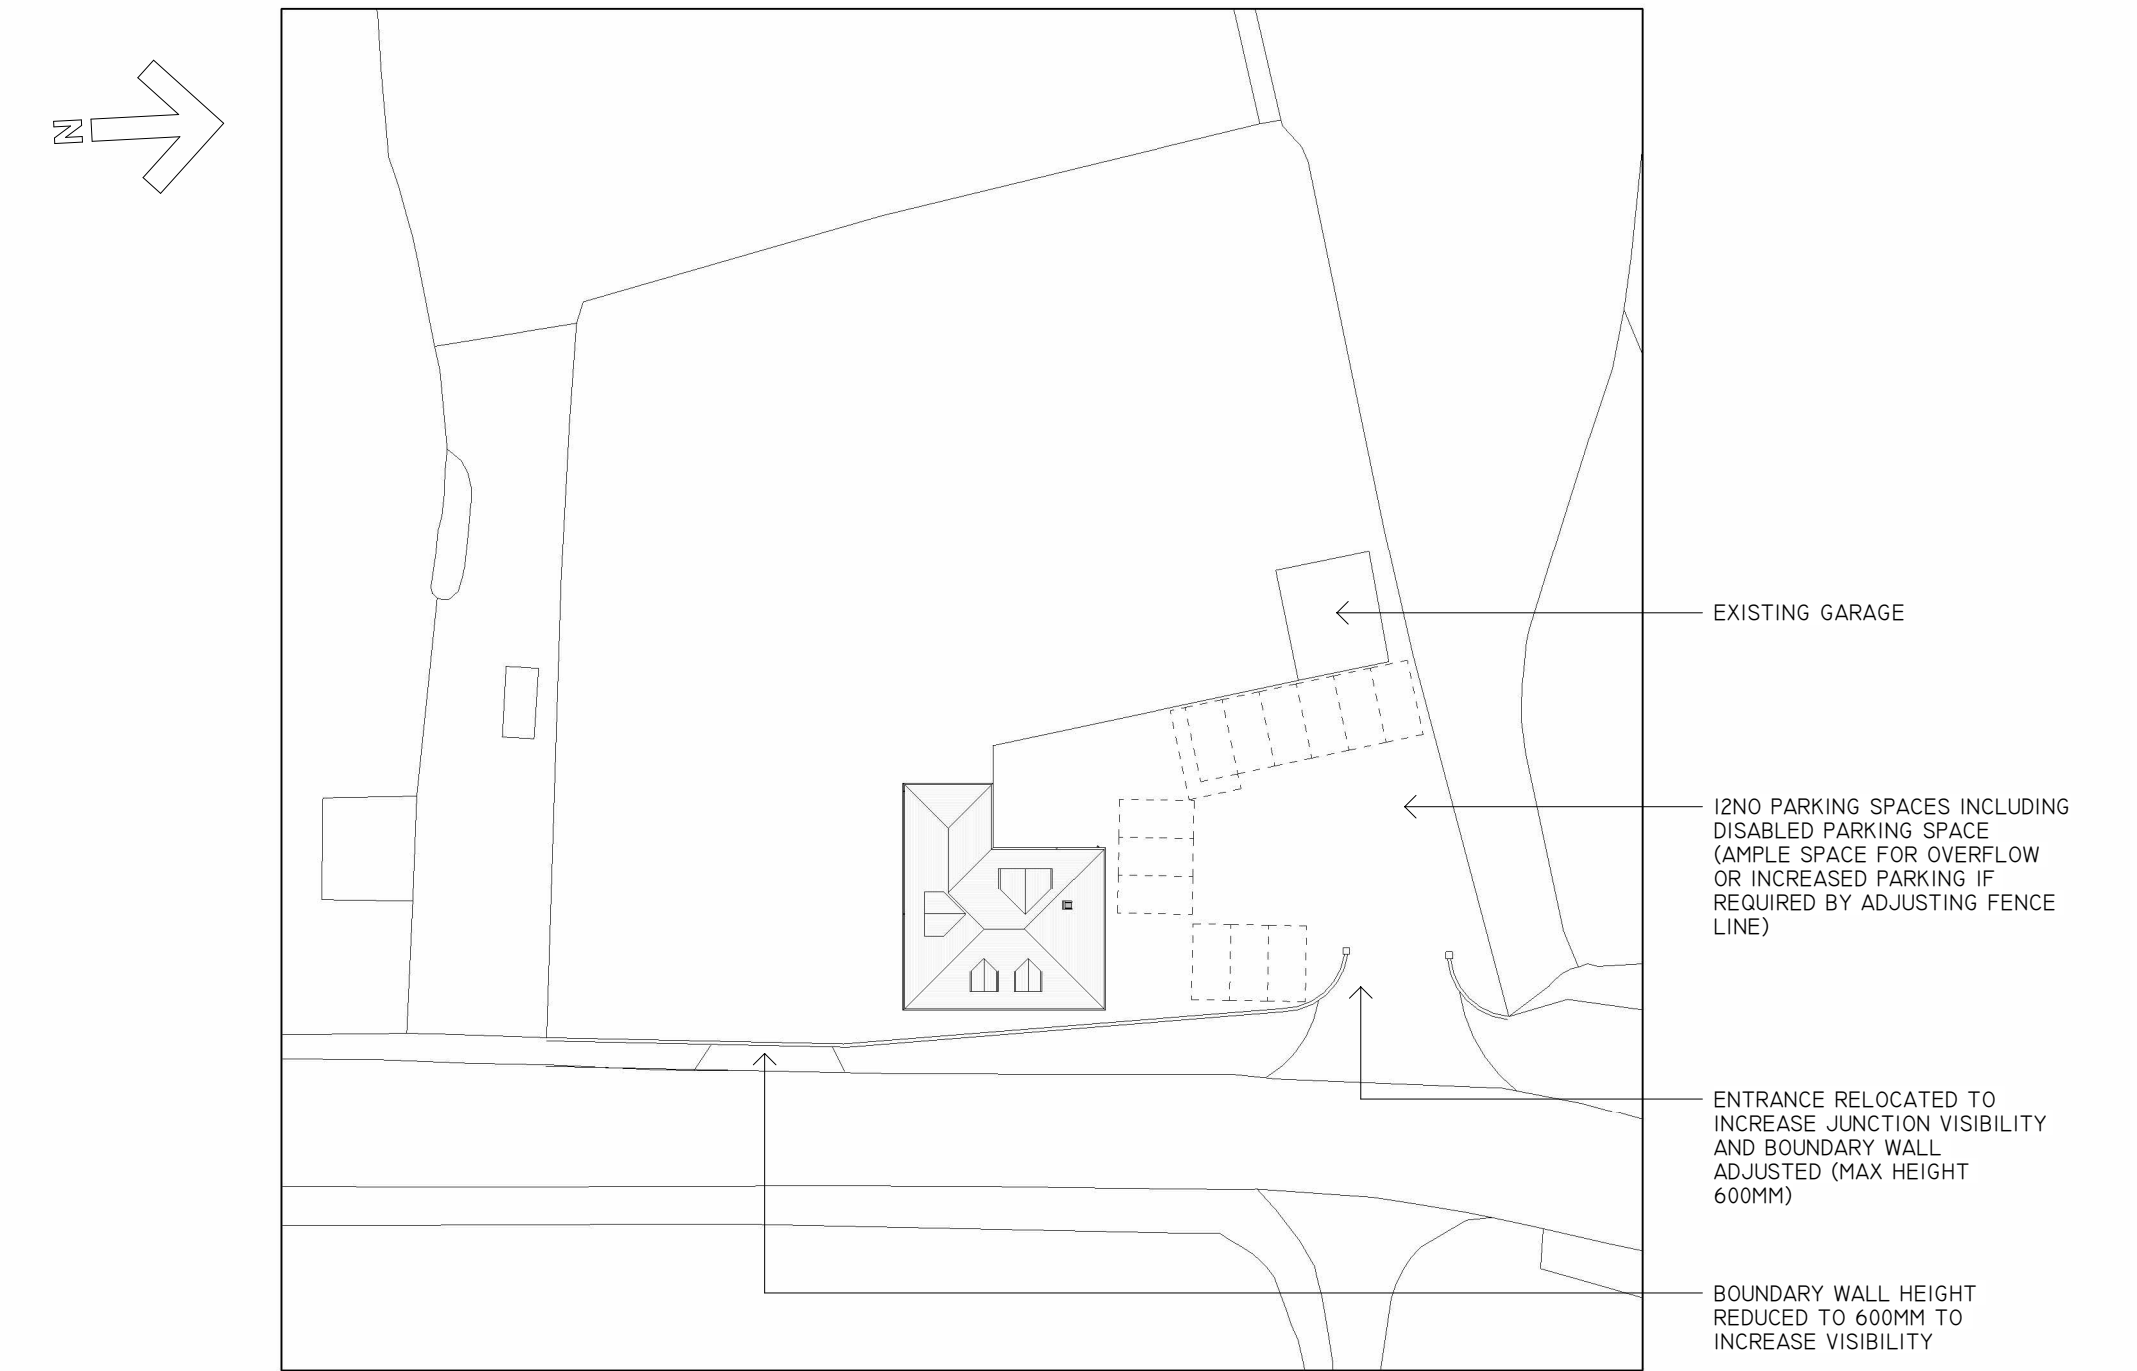 N
EXISTING GARAGE
12NO PARKING SPACES INCLUDING
DISABLED PARKING SPACE
(AMPLE SPACE FOR OVERFLOW
OR INCREASED PARKING IF
REQUIRED BY ADJUSTING FENCE
LINE)
ENTRANCE RELOCATED TO
INCREASE JUNCTION VISIBILITY
AND BOUNDARY WALL
ADJUSTED (MAX HEIGHT
600MM)
BOUNDARY WALL HEIGHT
REDUCED TO 600MM TO
INCREASE VISIBILITY